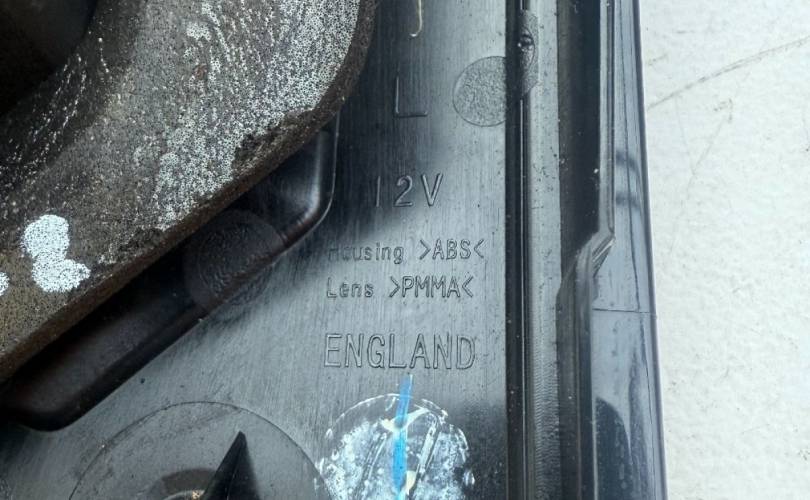 L
12V
Housing >ABS<
Lens >PMMA<
ENGLAND